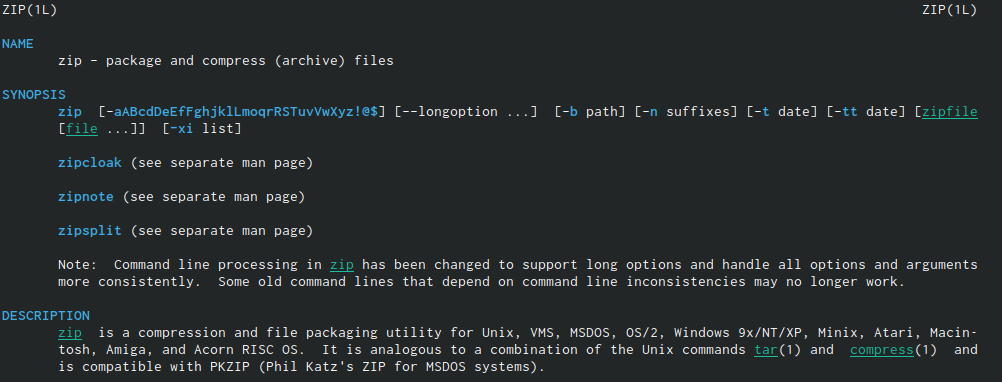 ZIP(1L) ZIP(1L)
NAME
zip - package and compress (archive) files
SYNOPSIS
zip [-aABcdDeEfFghjklLmoqrRSTuvVwXyz!@$] [--longoption ...] [-b path] [-n suffixes] [-t date] [-tt date] [zipfile
[file ...]] [-xi list]
zipcloak (see separate man page)
zipnote (see separate man page)
zipsplit (see separate man page)
Note: Command line processing in zip has been changed to support long options and handle all options and arguments
more consistently. Some old command lines that depend on command line inconsistencies may no longer work.
DESCRIPTION
zip is a compression and file packaging utility for Unix, VMS, MSDOS, OS/2, Windows 9x/NT/XP, Minix, Atari, Macin-
tosh, Amiga, and Acorn RISC OS. It is analogous to a combination of the Unix commands tar(1) and compress(1) and
is compatible with PKZIP (Phil Katz's ZIP for MSDOS systems).